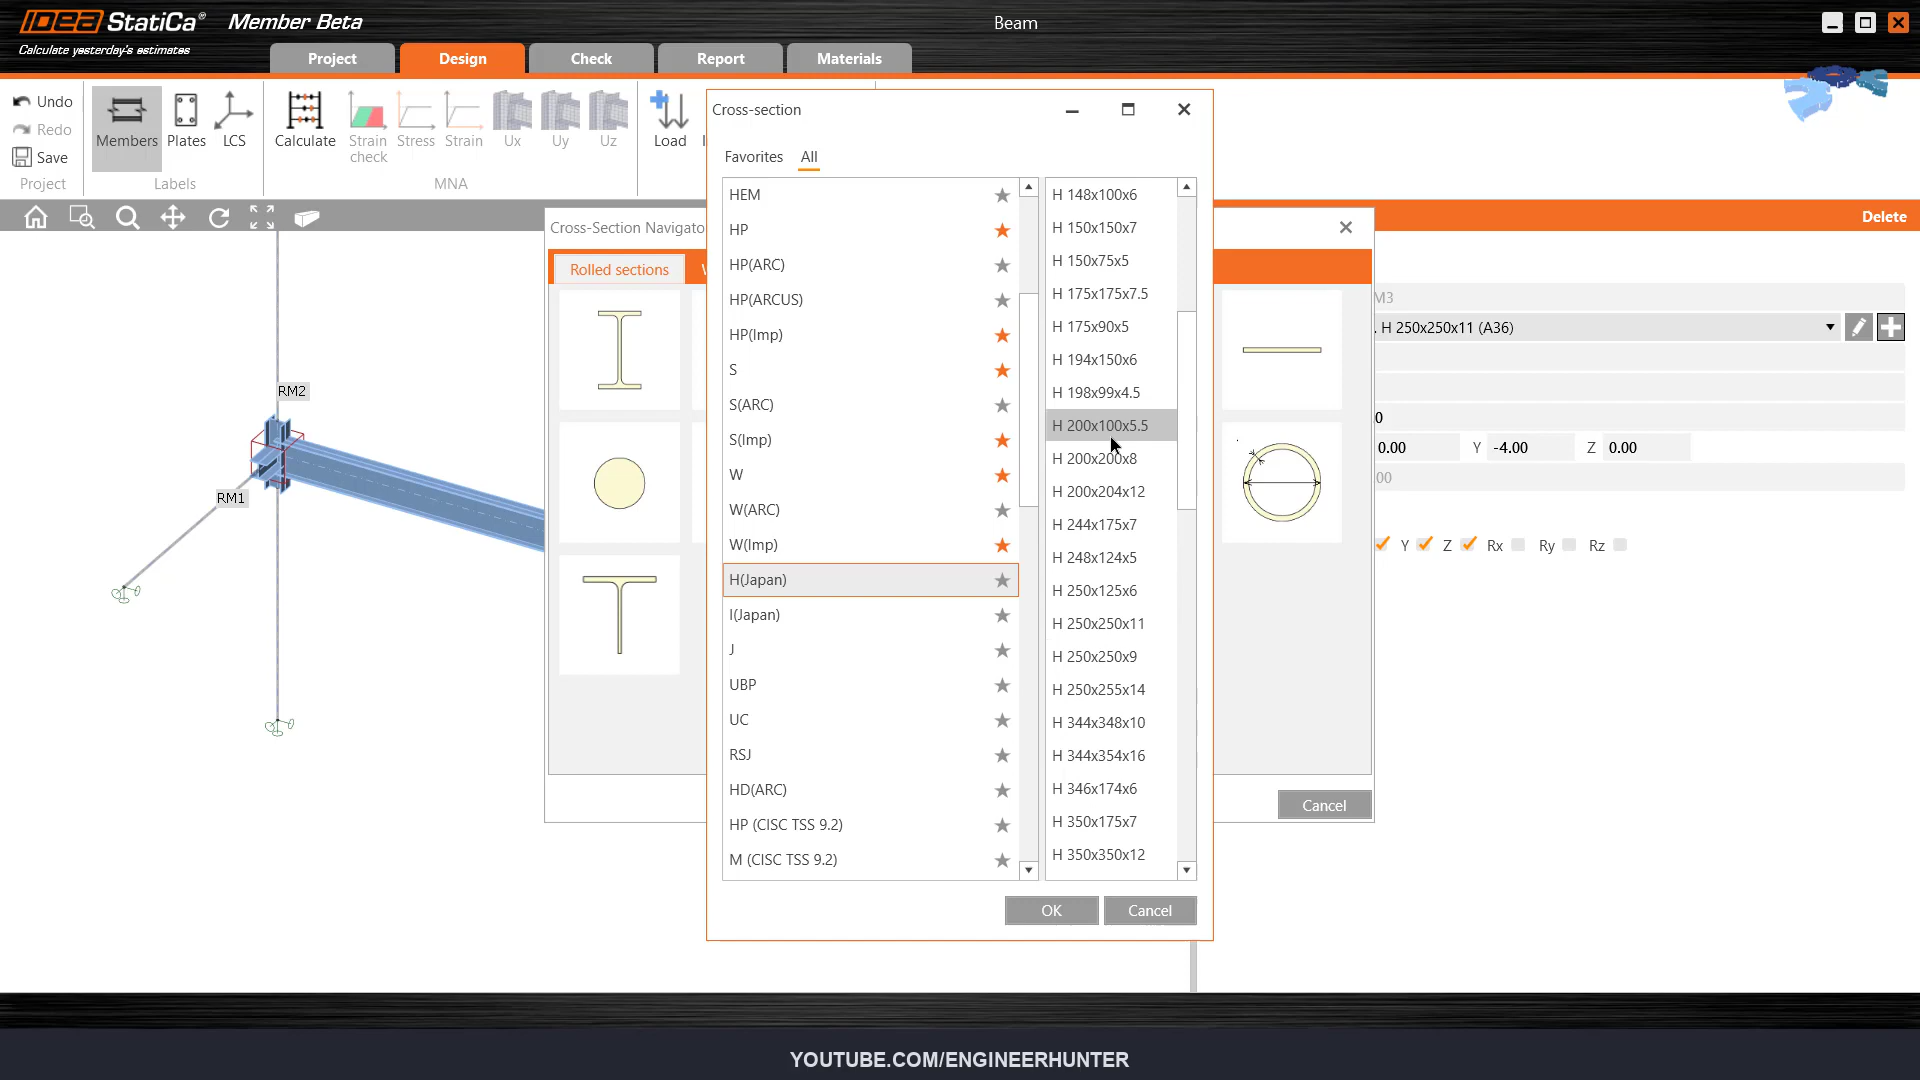 IDEA StatiCa® Member Beta
Calculate yesterday's estimates
Beam
Project
Design
Check
Report
Materials
Undo
Redo
Save
Project
Members
Plates
LCS
Labels
Calculate
Strain check
Stress
Strain
Ux
Uy
Uz
MNA
Load
Delete
Cross-Section Navigato
Rolled sections
Cancel
RM2
RM1
Cross-section
Favorites
All
HEM
HP
HP(ARC)
HP(ARCUS)
HP(Imp)
S
S(ARC)
S(Imp)
W
W(ARC)
W(Imp)
H(Japan)
I(Japan)
J
UBP
UC
RSJ
HD(ARC)
HP (CISC TSS 9.2)
M (CISC TSS 9.2)
H 148x100x6
H 150x150x7
H 150x75x5
H 175x175x7.5
H 175x90x5
H 194x150x6
H 198x99x4.5
H 200x100x5.5
H 200x200x8
H 200x204x12
H 244x175x7
H 248x124x5
H 250x125x6
H 250x250x11
H 250x250x9
H 250x255x14
H 344x348x10
H 344x354x16
H 346x174x6
H 350x175x7
H 350x350x12
OK
Cancel
M3
. H 250x250x11 (A36)
0
0.00 Y -4.00 Z 0.00
00
Y Z Rx Ry Rz
YOUTUBE.COM/ENGINEERHUNTER